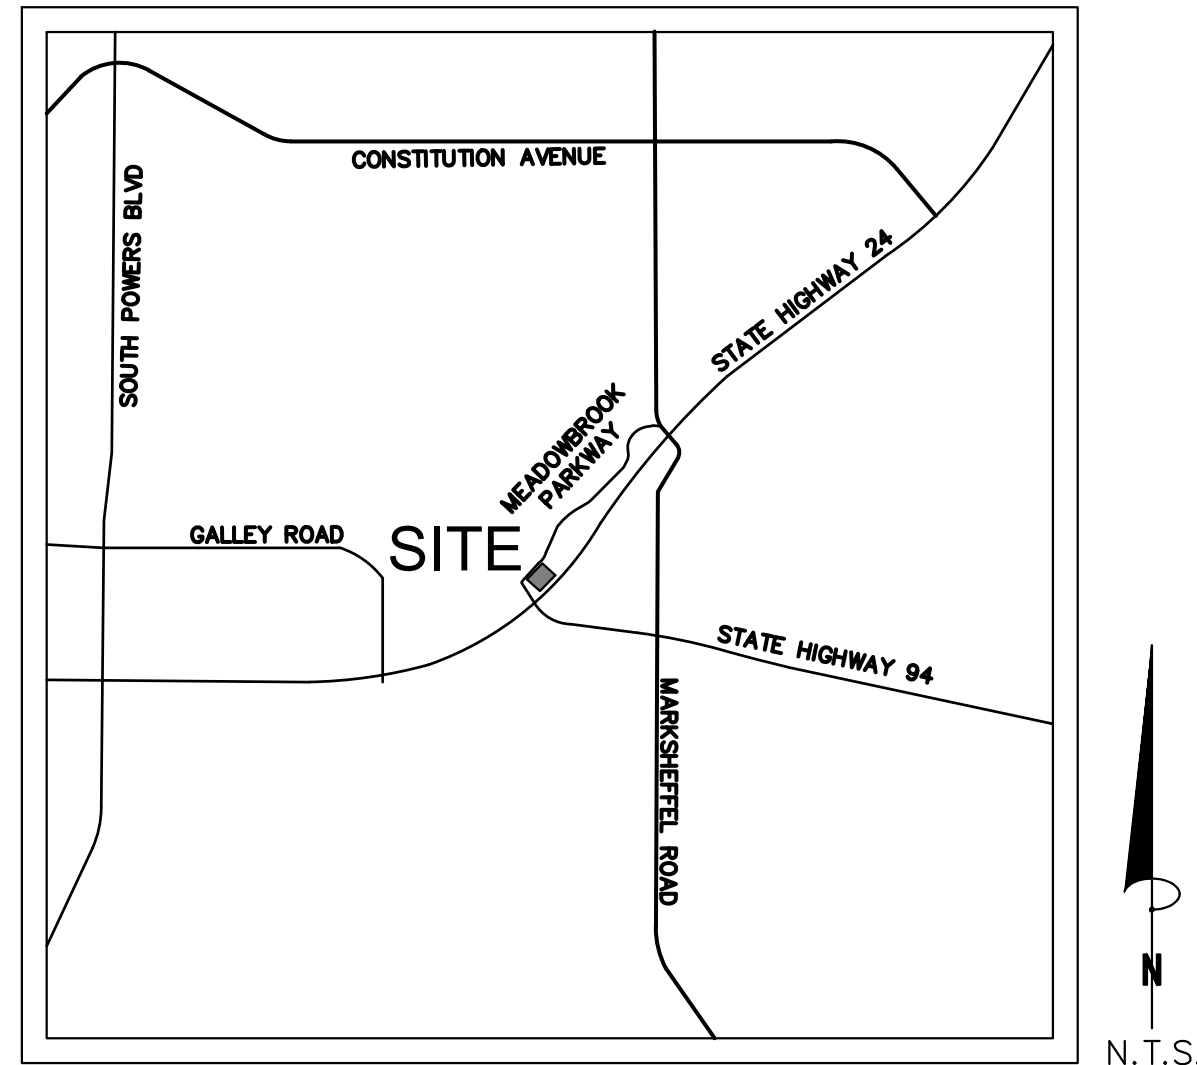 CONSTITUTION AVENUE
SOUTH POWERS BLVD
STATE HIGHWAY 24
MEADOWBROOK
PARKWAY
GALLEY ROAD
SITE
STATE HIGHWAY 94
MARKSHEFFEL ROAD
N
N.T.S.